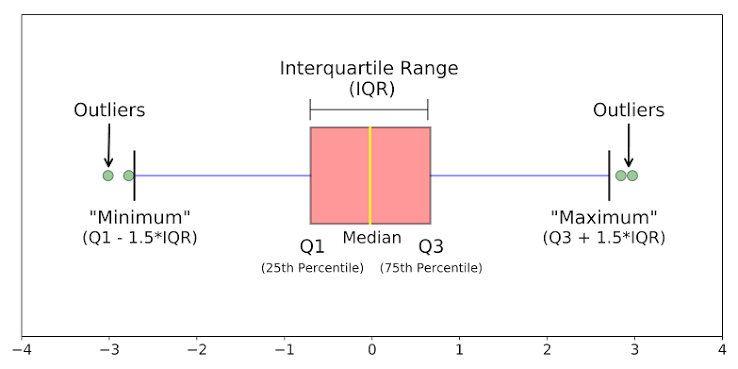 Interquartile Range
(IQR)
Outliers
Outliers
"Minimum"
(Q1 - 1.5*IQR)
"Maximum"
(Q3 + 1.5*IQR)
Median
Q1
Q3
(25th Percentile)
(75th Percentile)
−4 −3 −2 −1 0 1 2 3 4